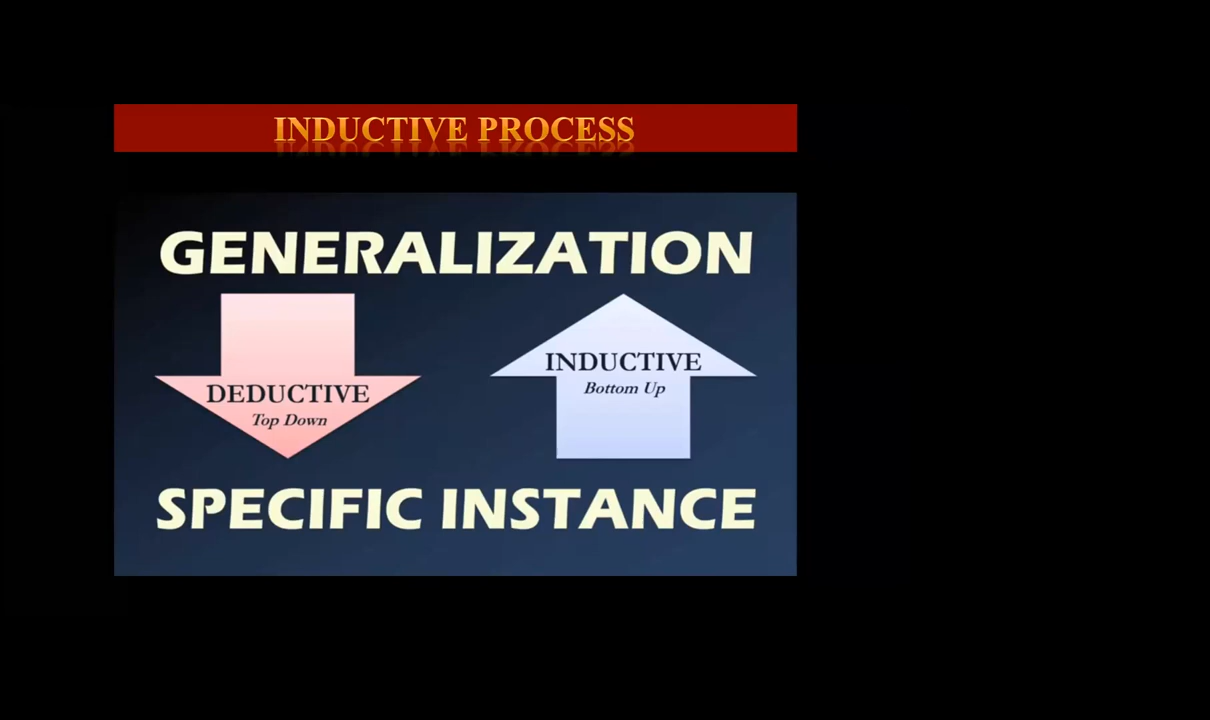 INDUCTIVE PROCESS
GENERALIZATION
DEDUCTIVE
Top Down
INDUCTIVE
Bottom Up
SPECIFIC INSTANCE